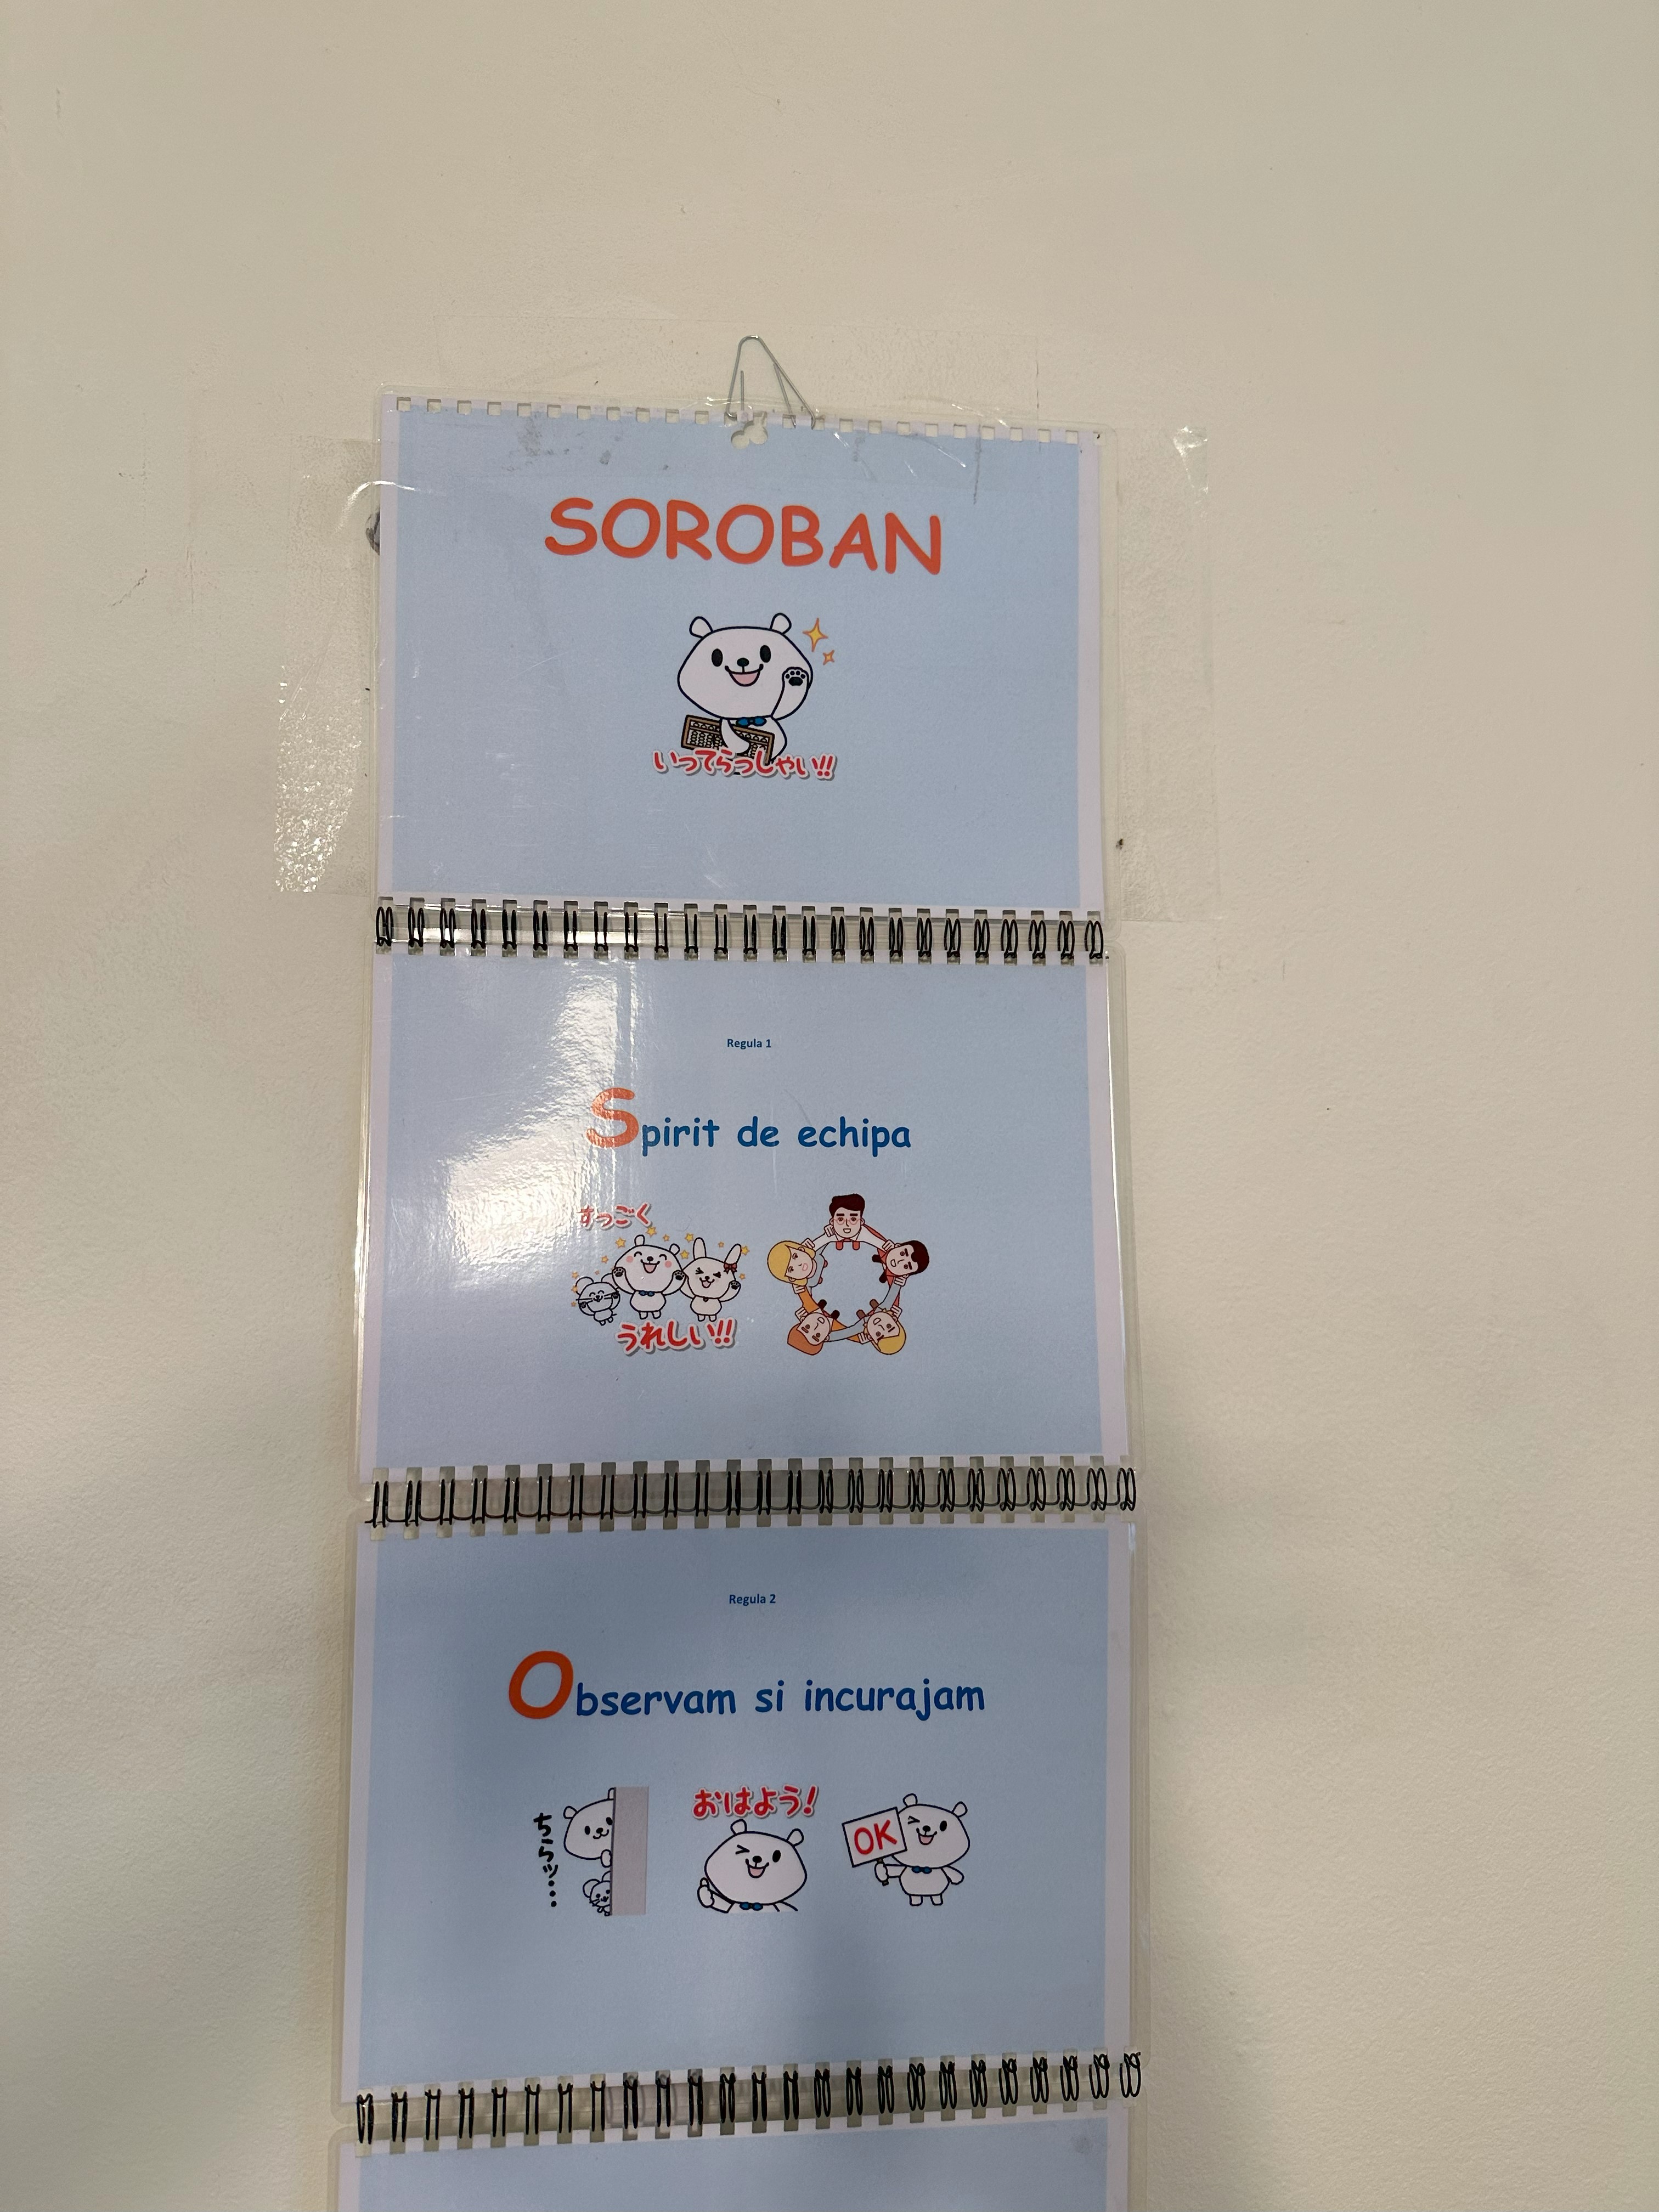 SOROBAN
いってらっしゃい!!
Regula 1
Spirit de echipa
すっごく
うれしい!!
Regula 2
Observam si incurajam
ちらッ…
おはよう!
OK